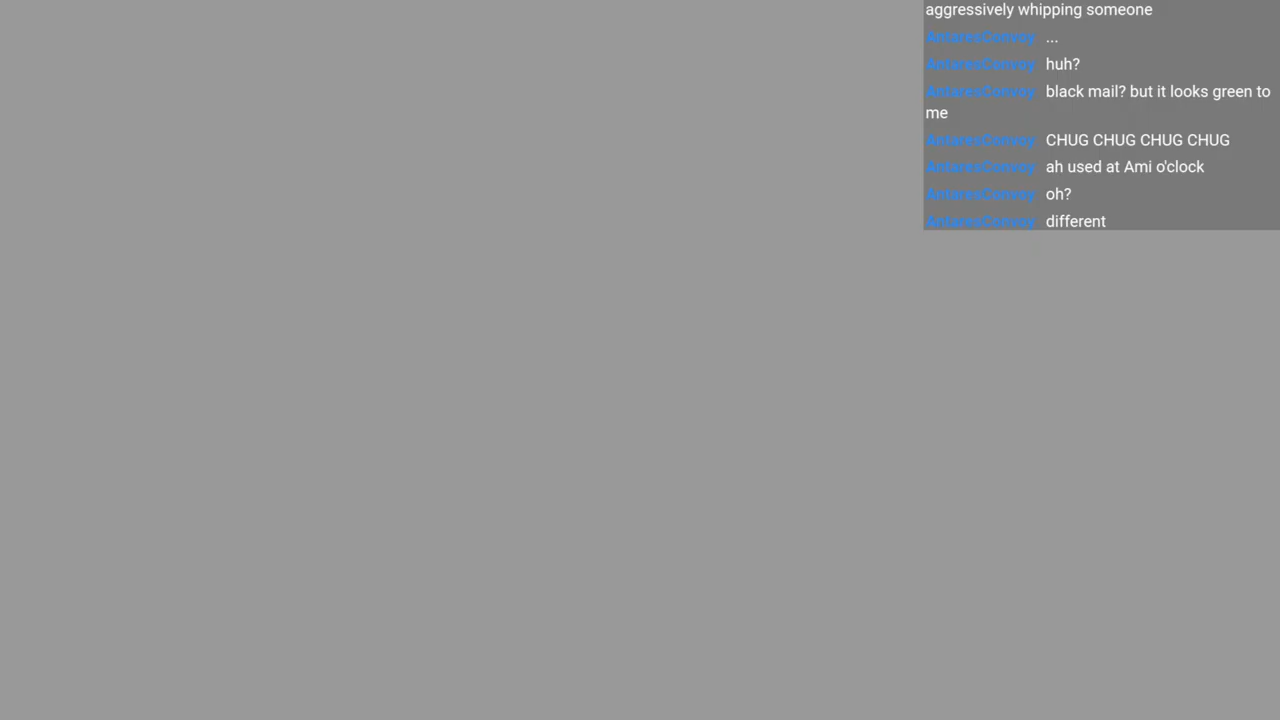 aggressively whipping someone
AntaresConvoy ...
AntaresConvoy huh?
AntaresConvoy black mail? but it looks green to
me
AntaresConvoy CHUG CHUG CHUG CHUG
AntaresConvoy ah used at Ami o'clock
AntaresConvoy oh?
AntaresConvoy different